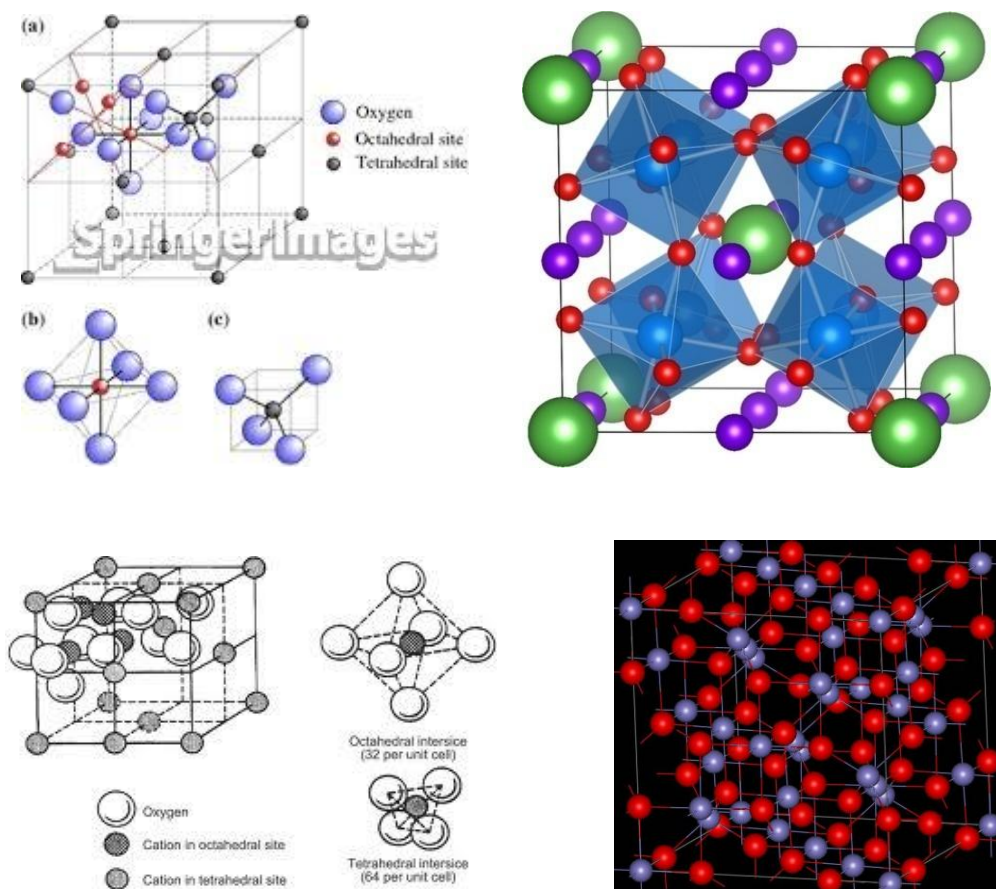 (a)
Oxygen
Octahedral site
Tetrahedral site
SpringerImages
(b)
(c)
Octahedral intersice
(32 per unit cell)
Oxygen
Cation in octahedral site
Cation in tetrahedral site
Tetrahedral intersice
(64 per unit cell)